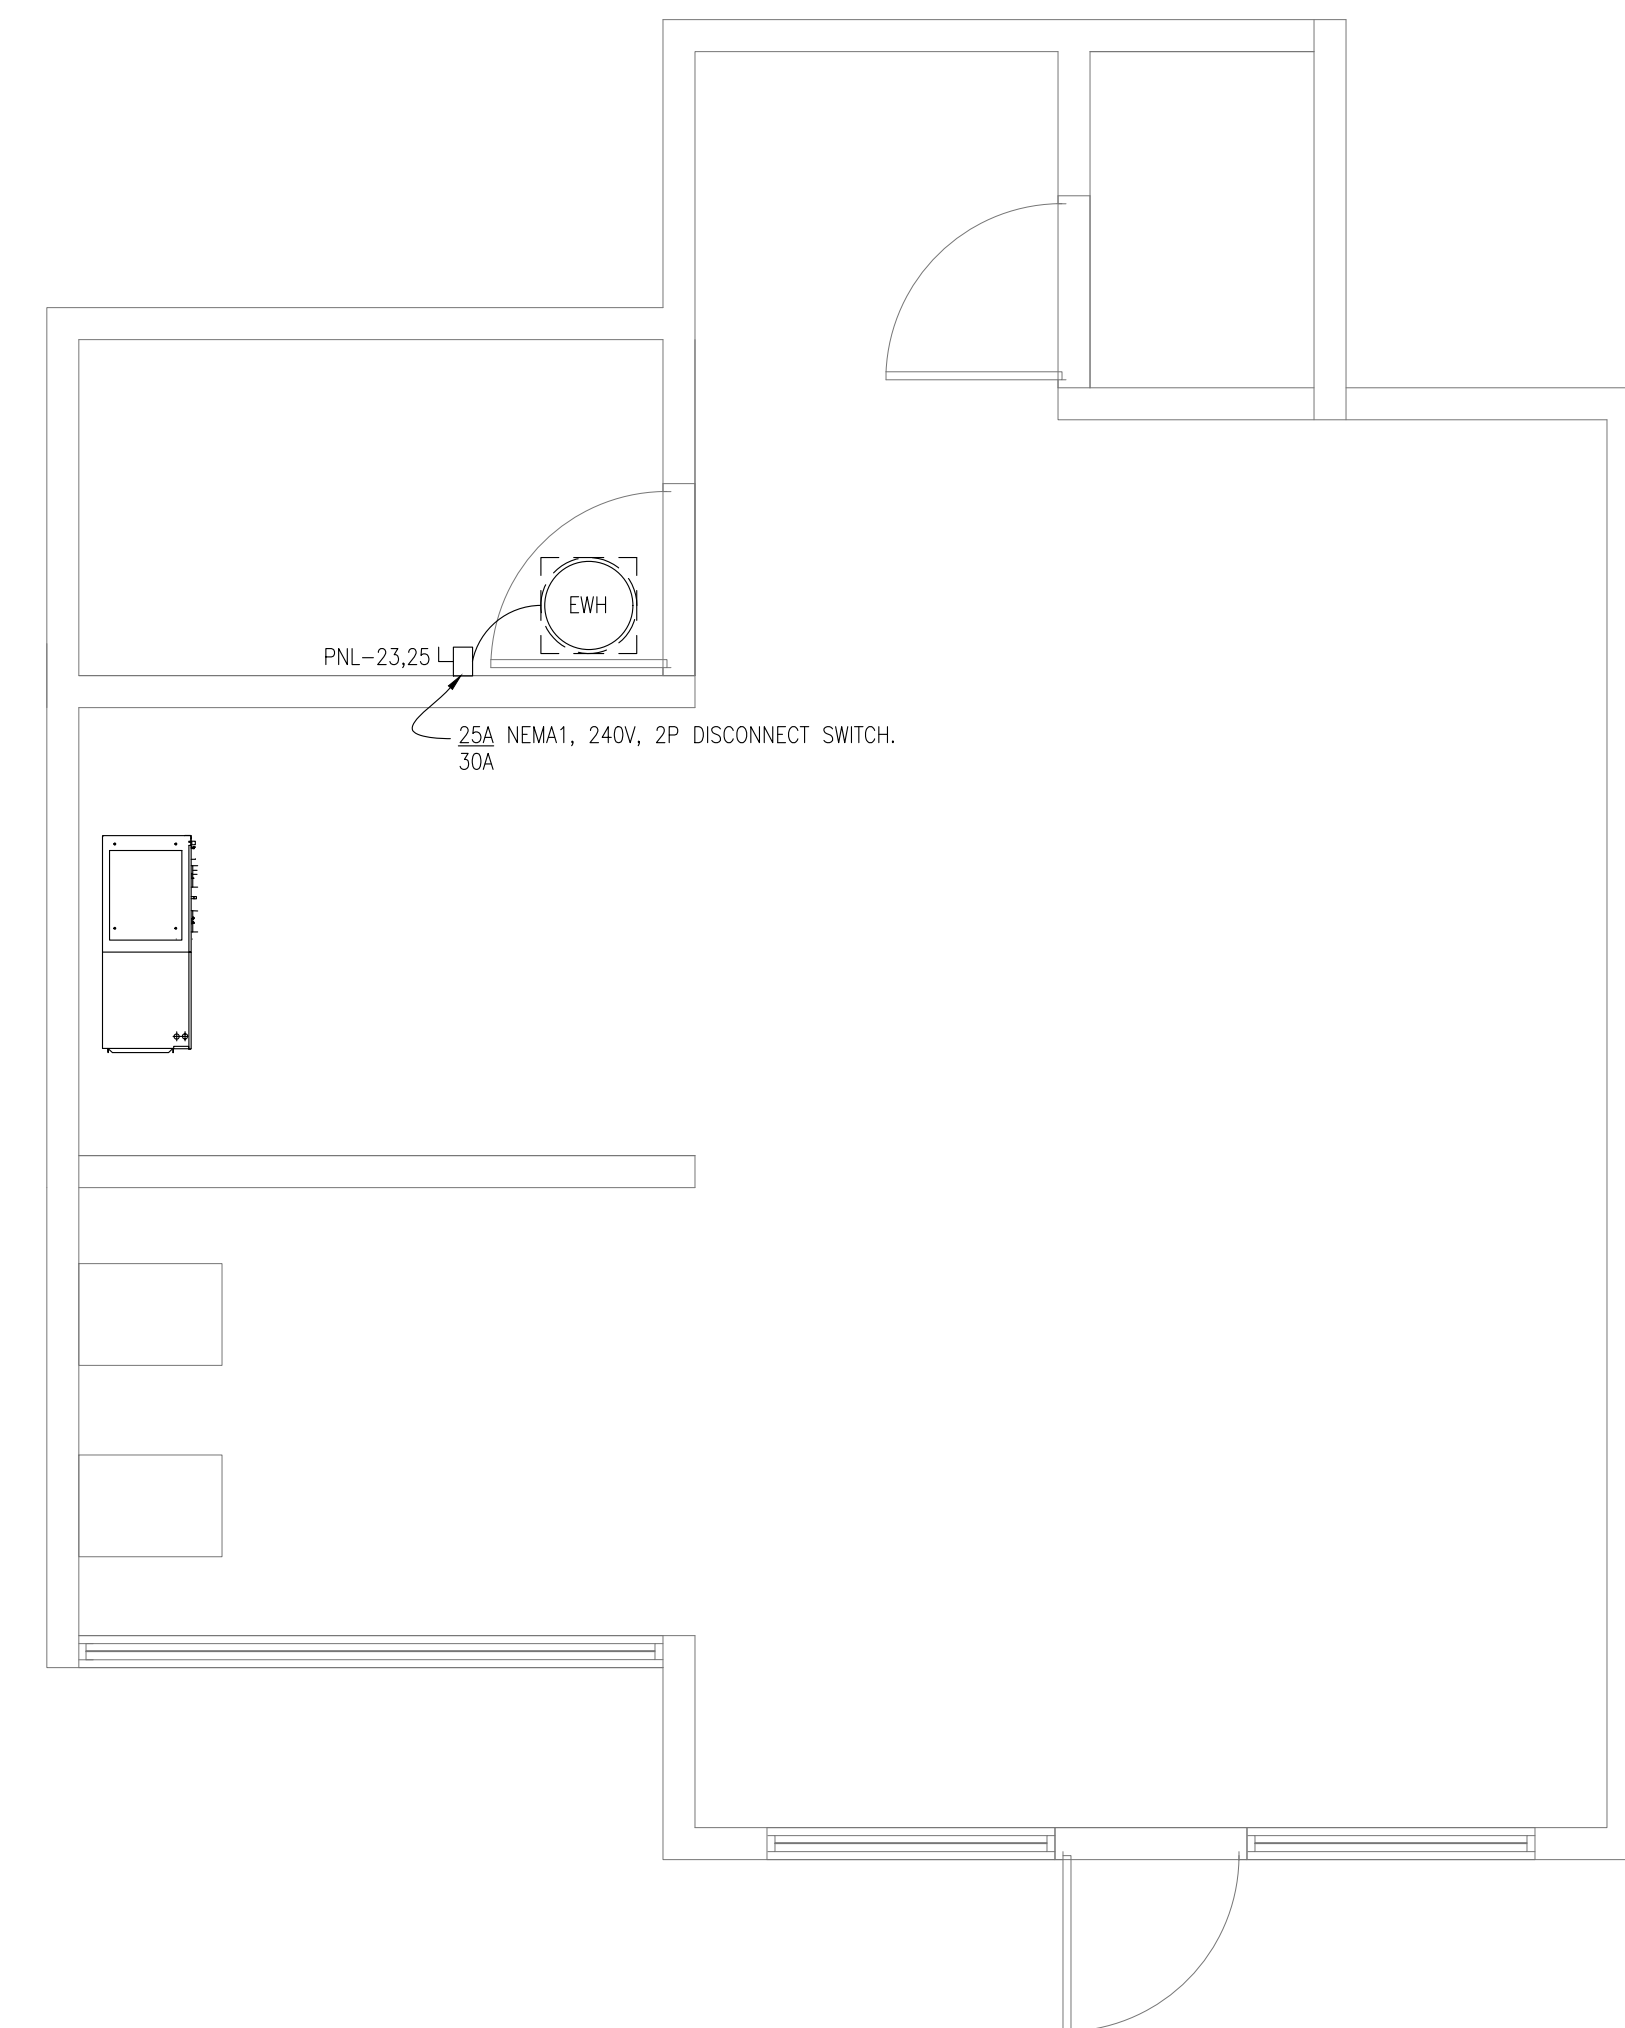 EWH
PNL-23,25
25A NEMA1, 240V, 2P DISCONNECT SWITCH.
30A